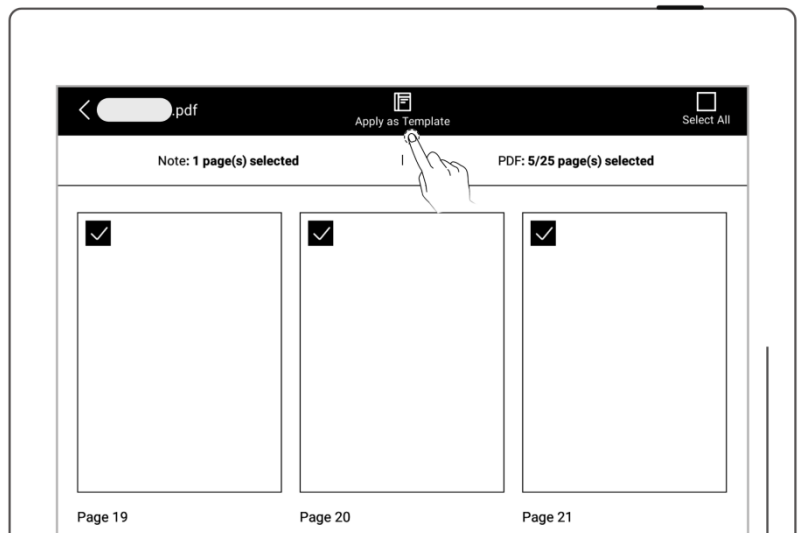 .pdf
Apply as Template
Select All
Note: 1 page(s) selected | PDF: 5/25 page(s) selected
Page 19
Page 20
Page 21